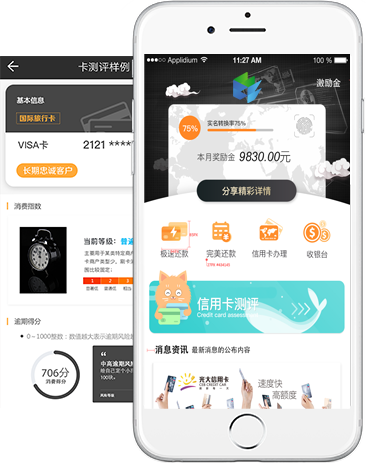 卡测评样例
基本信息
国际旅行卡
VISA卡 2121 ****
长期忠诚客户
消费指数
当前等级：普通
逾期得分
0~1000整数：数值越大表示逾期风险
706分
消费得分
中高逾期风险
●●○○○ Applidium 11:27 AM 100 %
激励金
75% 实名转换率75%
本月奖励金 9830.00元
分享精彩详情
极速还款 完美还款 信用卡办理 收银台
信用卡测评
Credit card assessment
消息资讯 最新消息的公布内容
光大信用卡
CEB CREDIT CARD
速度快
高额度